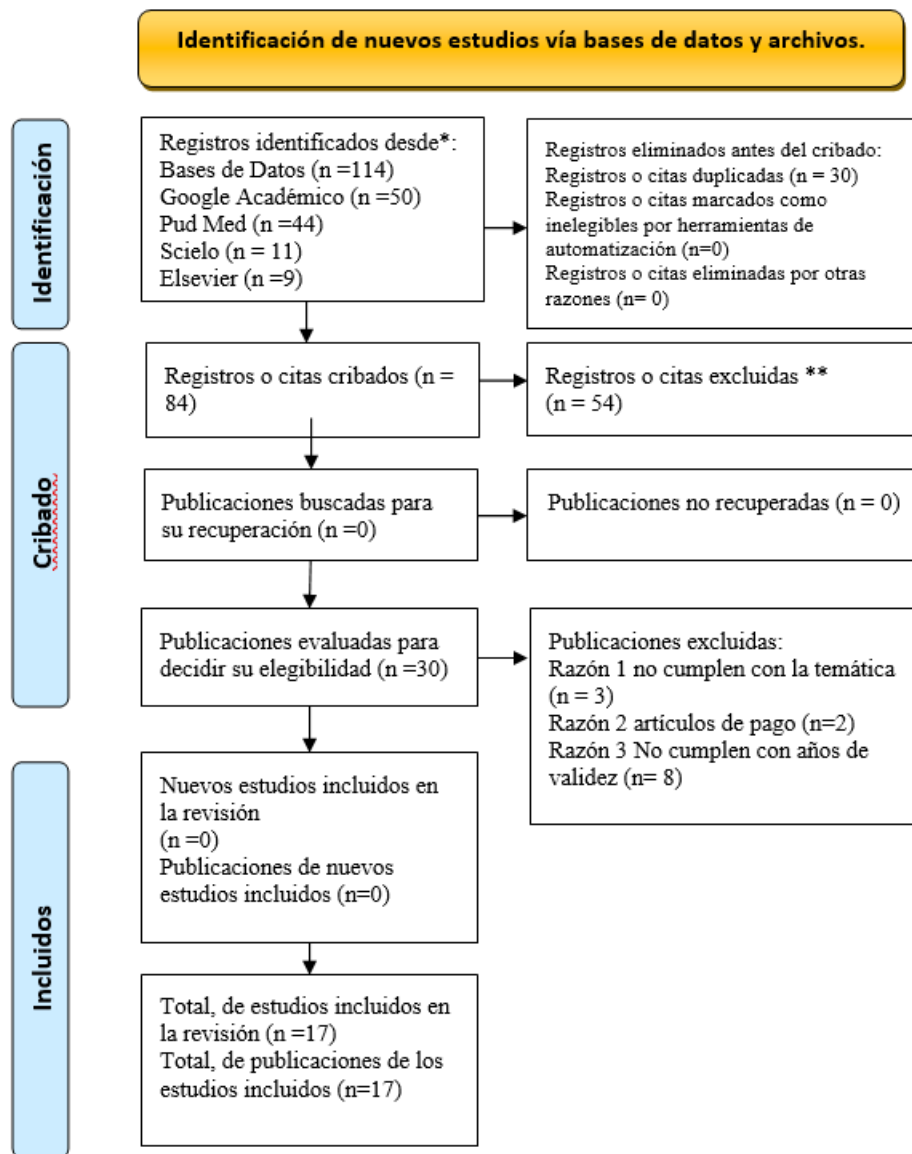 Identificación de nuevos estudios vía bases de datos y archivos.
Identificación
Registros identificados desde*:
Bases de Datos (n =114)
Google Académico (n =50)
Pud Med (n =44)
Scielo (n = 11)
Elsevier (n =9)
Registros eliminados antes del cribado:
Registros o citas duplicadas (n = 30)
Registros o citas marcados como
inelegibles por herramientas de
automatización (n=0)
Registros o citas eliminadas por otras
razones (n= 0)
Cribado
Registros o citas cribados (n =
84)
Registros o citas excluidas **
(n = 54)
Publicaciones buscadas para
su recuperación (n =0)
Publicaciones no recuperadas (n = 0)
Publicaciones evaluadas para
decidir su elegibilidad (n =30)
Publicaciones excluidas:
Razón 1 no cumplen con la temática
(n = 3)
Razón 2 artículos de pago (n=2)
Razón 3 No cumplen con años de
validez (n= 8)
Incluidos
Nuevos estudios incluidos en
la revisión
(n =0)
Publicaciones de nuevos
estudios incluidos (n=0)
Total, de estudios incluidos en
la revisión (n =17)
Total, de publicaciones de los
estudios incluidos (n=17)